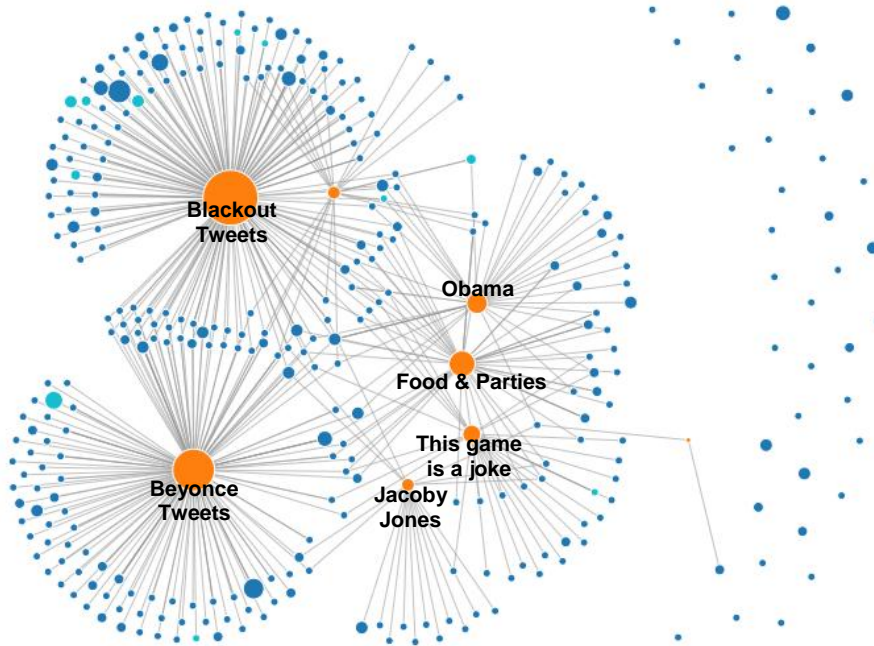 Blackout
Tweets
Obama
Food & Parties
This game
is a joke
Beyonce
Tweets
Jacoby
Jones